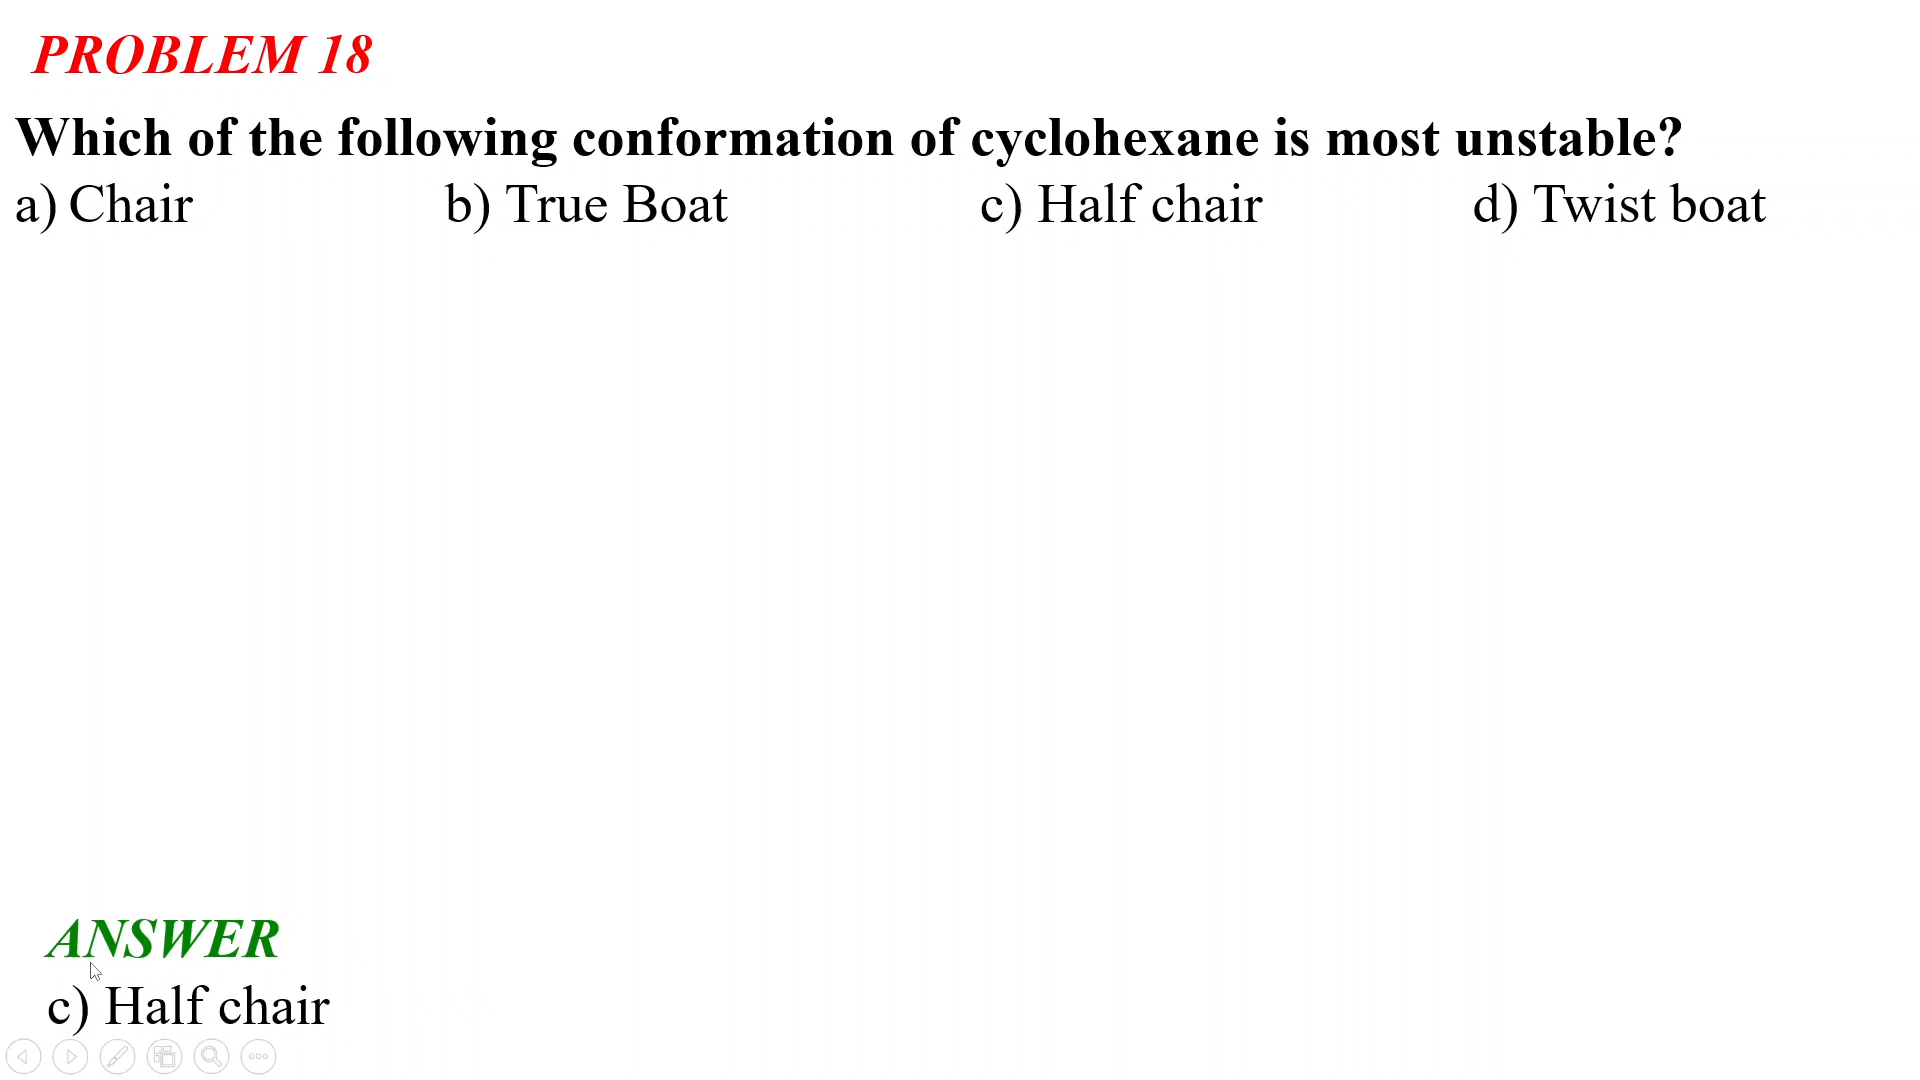 PROBLEM 18
Which of the following conformation of cyclohexane is most unstable?
a) Chair b) True Boat c) Half chair d) Twist boat
ANSWER
c) Half chair